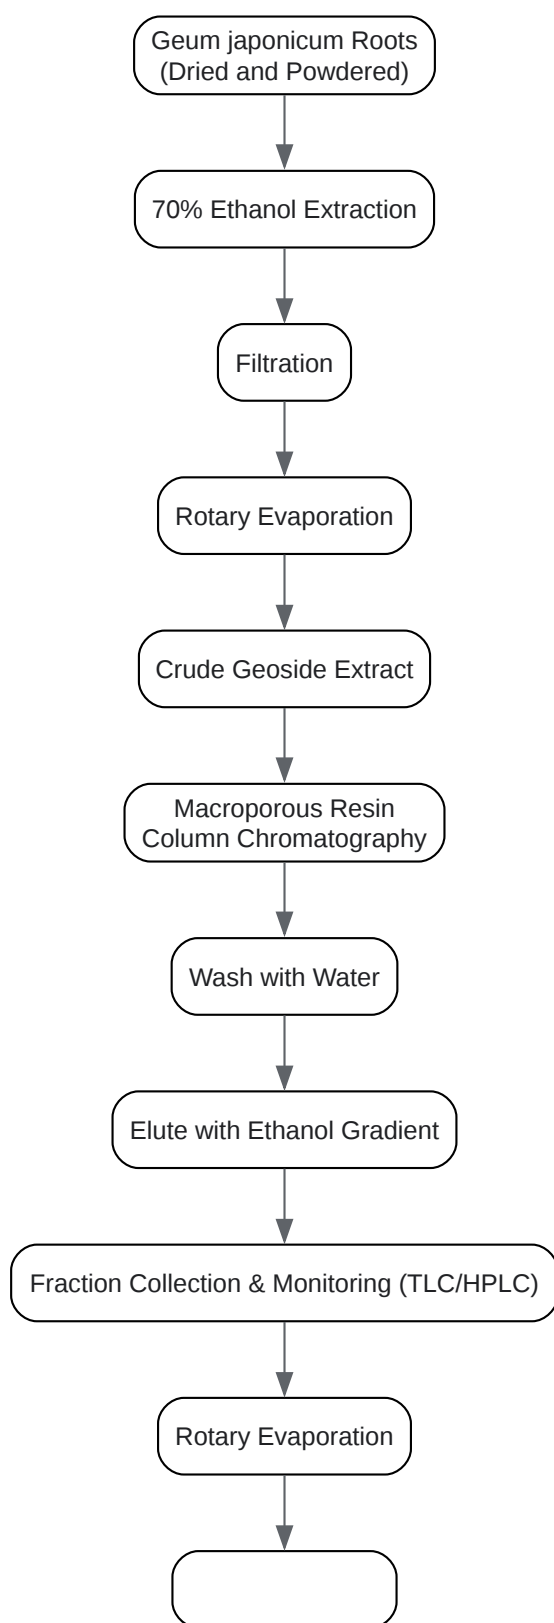 Geum japonicum Roots
(Dried and Powdered)
70% Ethanol Extraction
Filtration
Rotary Evaporation
Crude Geoside Extract
Macroporous Resin
Column Chromatography
Wash with Water
Elute with Ethanol Gradient
Fraction Collection & Monitoring (TLC/HPLC)
Rotary Evaporation